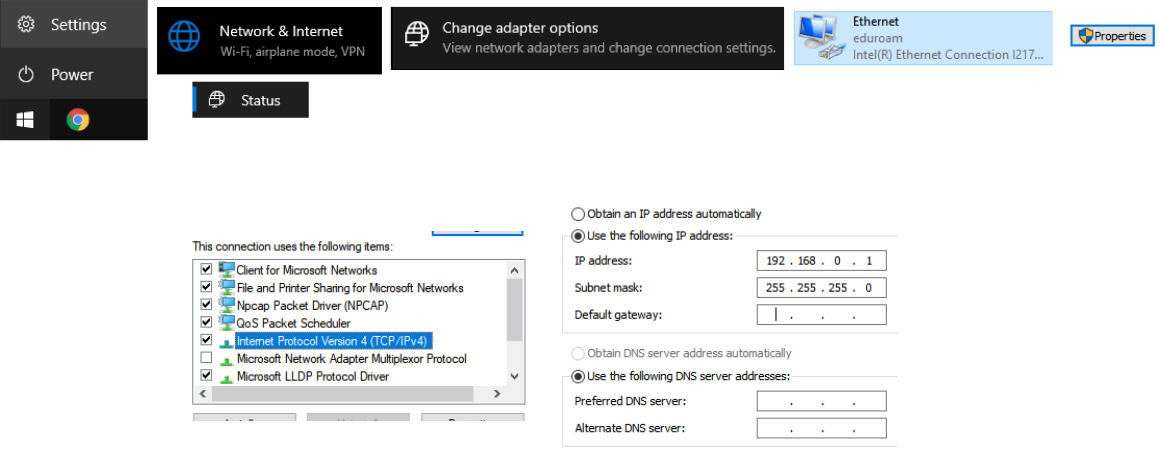 Settings
Power
Network & Internet
Wi-Fi, airplane mode, VPN
Status
Change adapter options
View network adapters and change connection settings.
Ethernet
eduroam
Intel(R) Ethernet Connection I217...
Properties
This connection uses the following items:
Client for Microsoft Networks
File and Printer Sharing for Microsoft Networks
Npcap Packet Driver (NPCAP)
QoS Packet Scheduler
Internet Protocol Version 4 (TCP/IPv4)
Microsoft Network Adapter Multiplexor Protocol
Microsoft LLDP Protocol Driver
Obtain an IP address automatically
Use the following IP address:
IP address: 192 . 168 . 0 . 1
Subnet mask: 255 . 255 . 255 . 0
Default gateway: . . .
Obtain DNS server address automatically
Use the following DNS server addresses:
Preferred DNS server: . . .
Alternate DNS server: . . .